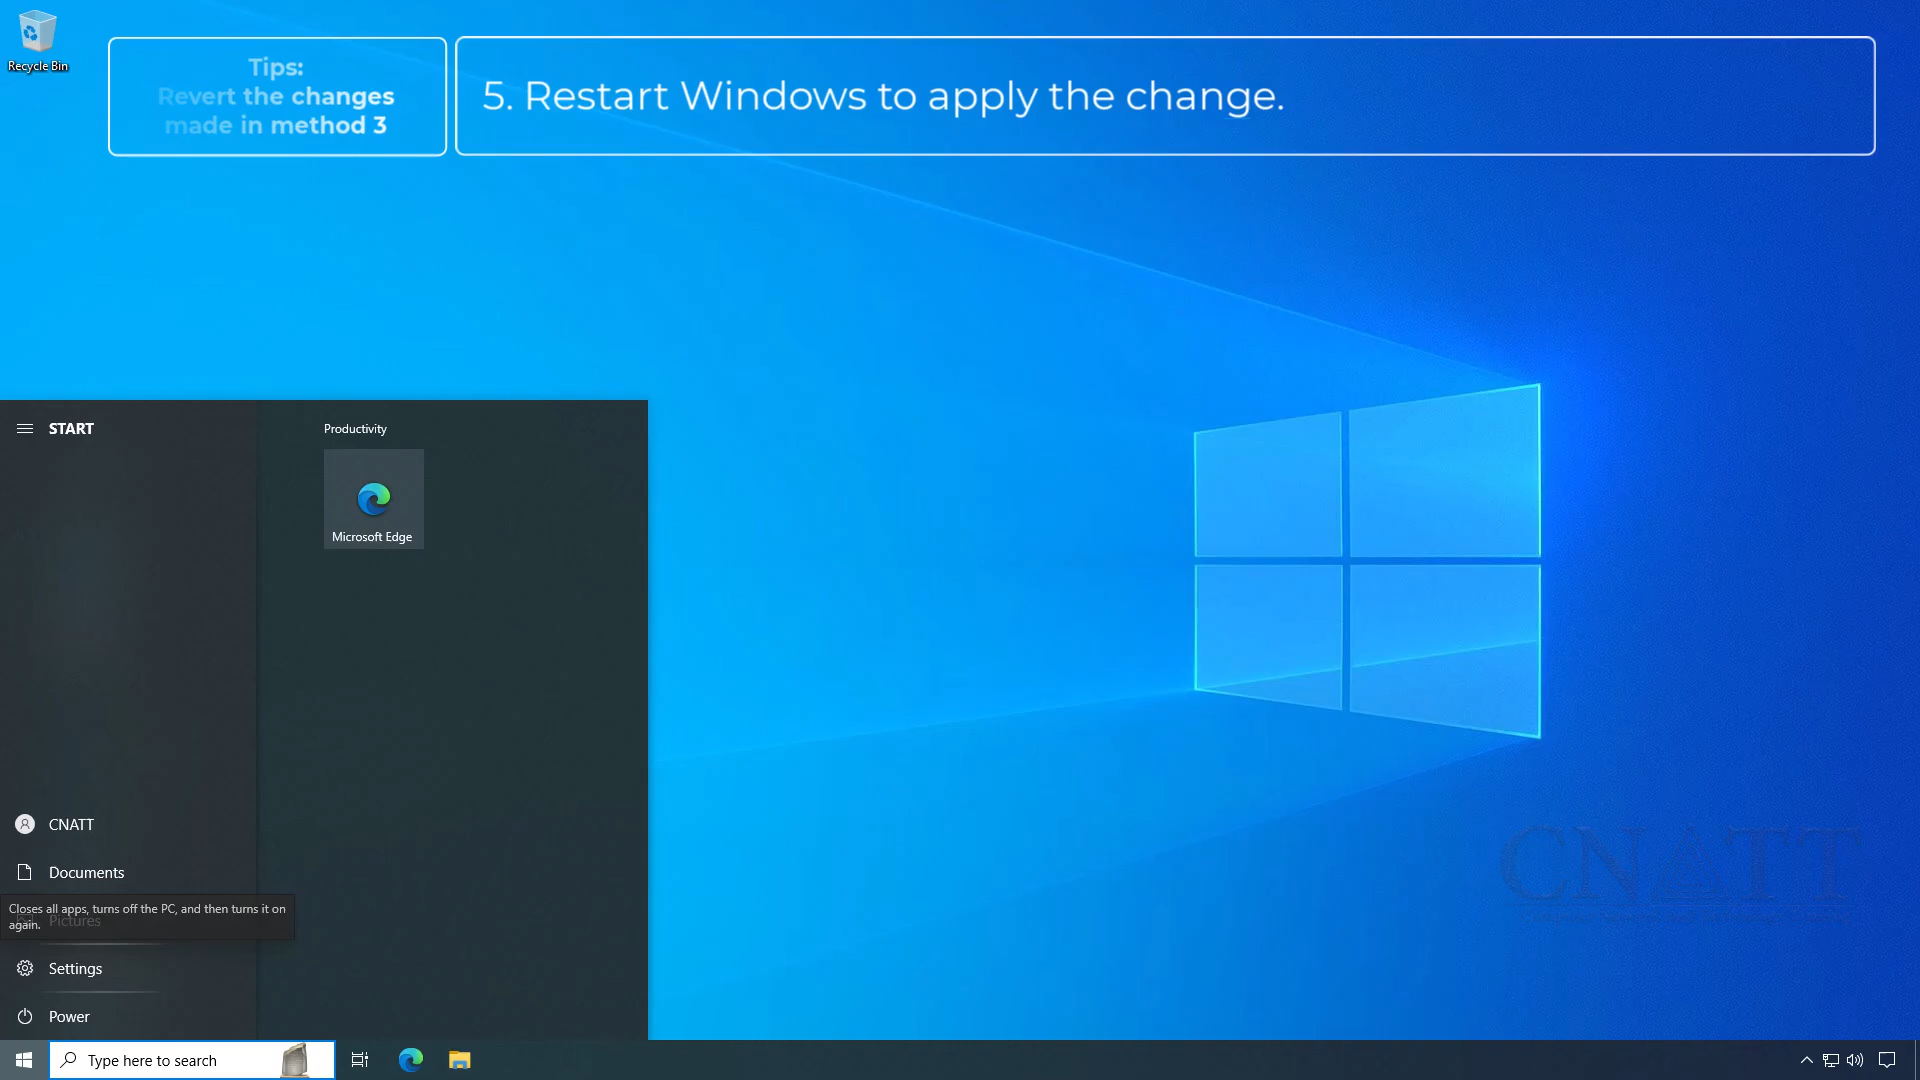 Recycle Bin
Tips:
Revert the changes
made in method 3
5. Restart Windows to apply the change.
START
Productivity
Microsoft Edge
CNATT
Documents
Closes all apps, turns off the PC, and then turns it on
again.
Pictures
Settings
Power
Type here to search
CNATT